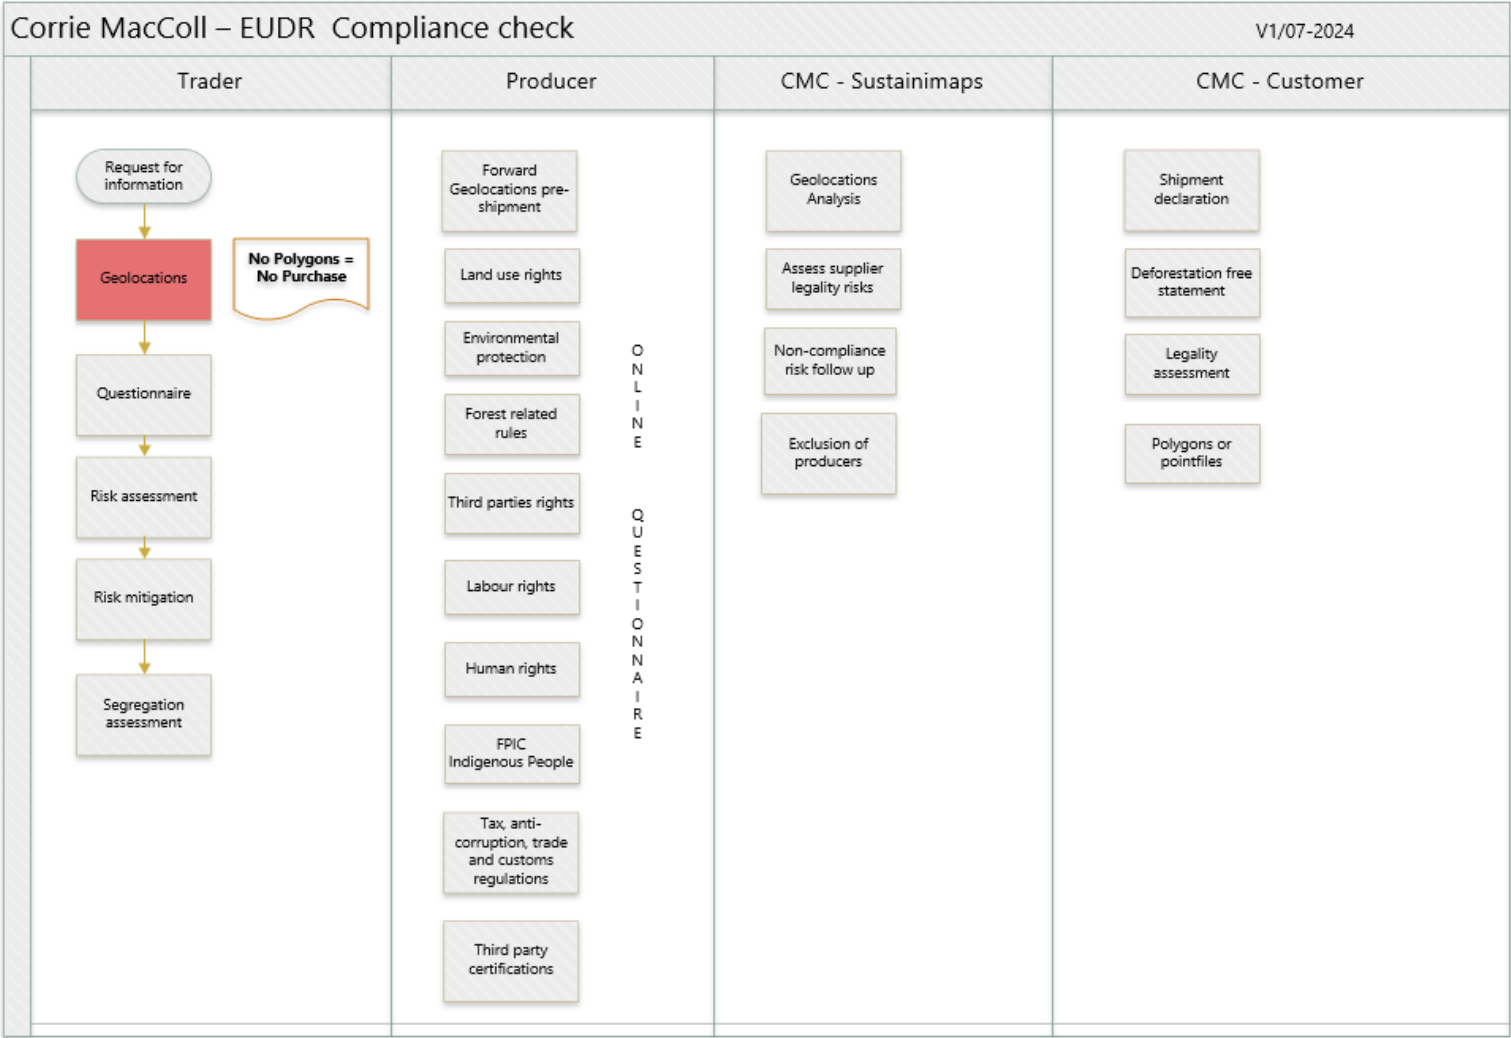 Corrie MacColl – EUDR  Compliance check
V1/07-2024
Trader
Producer
CMC - Sustainimaps
CMC - Customer
Request for
information
Geolocations
No Polygons =
No Purchase
Questionnaire
Risk assessment
Risk mitigation
Segregation
assessment
Forward
Geolocations pre-
shipment
Land use rights
Environmental
protection
Forest related
rules
Third parties rights
Labour rights
Human rights
FPIC
Indigenous People
Tax, anti-
corruption, trade
and customs
regulations
Third party
certifications
ONLINE
QUESTIONNAIRE
Geolocations
Analysis
Assess supplier
legality risks
Non-compliance
risk follow up
Exclusion of
producers
Shipment
declaration
Deforestation free
statement
Legality
assessment
Polygons or
pointfiles